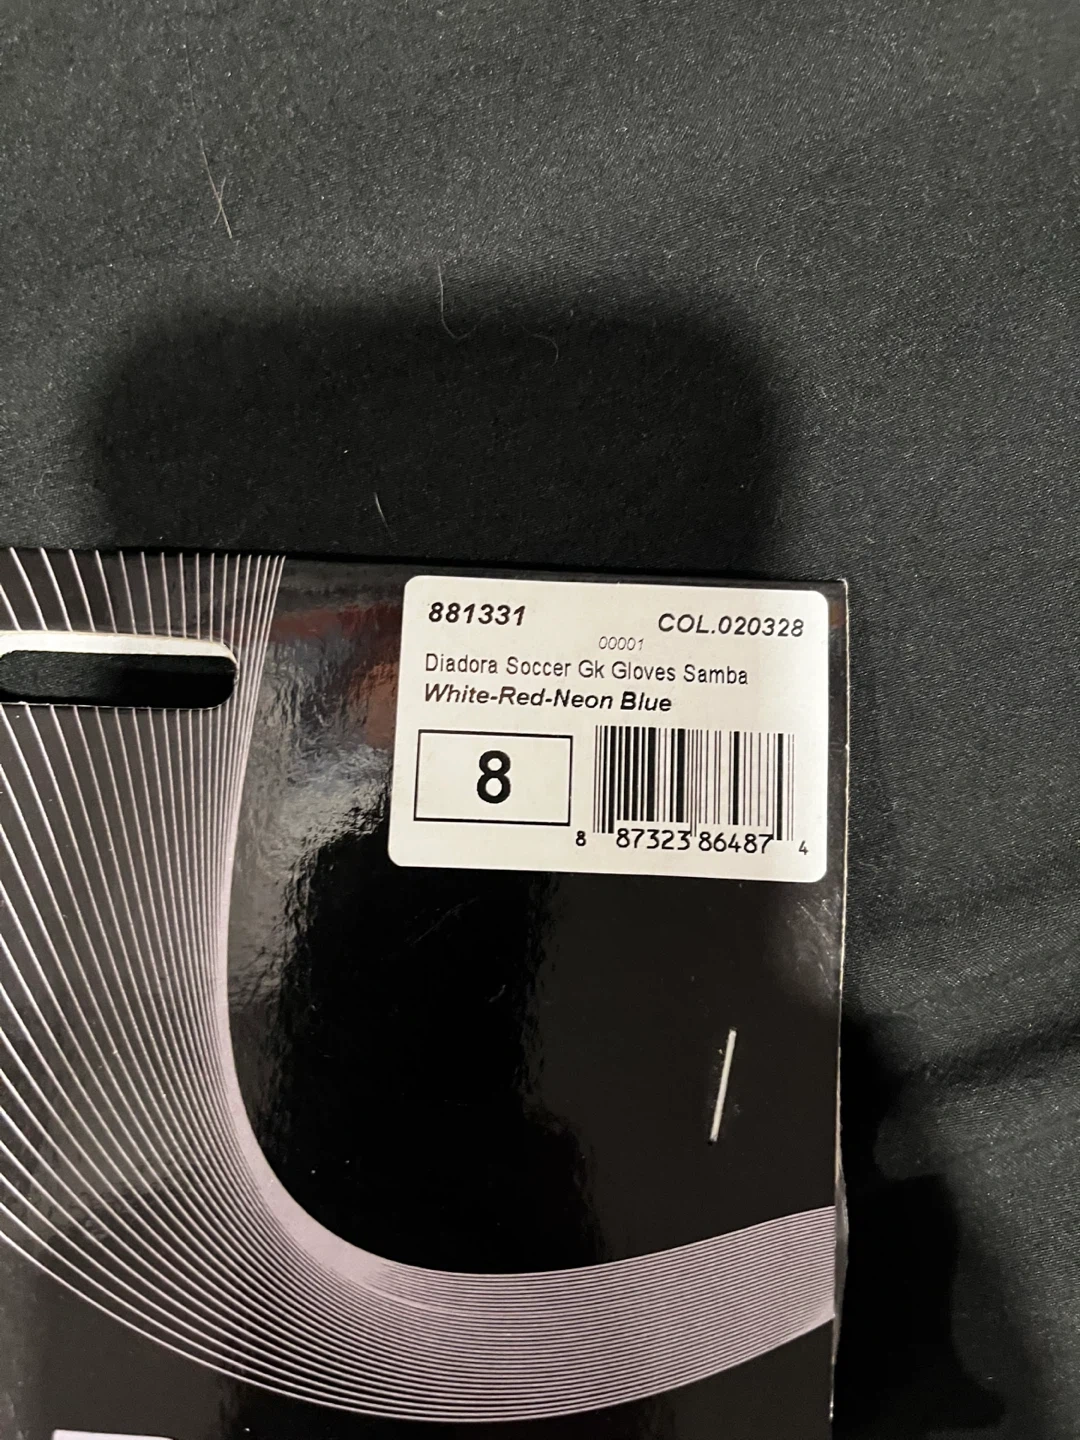 881331 COL.020328
00001
Diadora Soccer Gk Gloves Samba
White-Red-Neon Blue
8
8 87323 86487 4